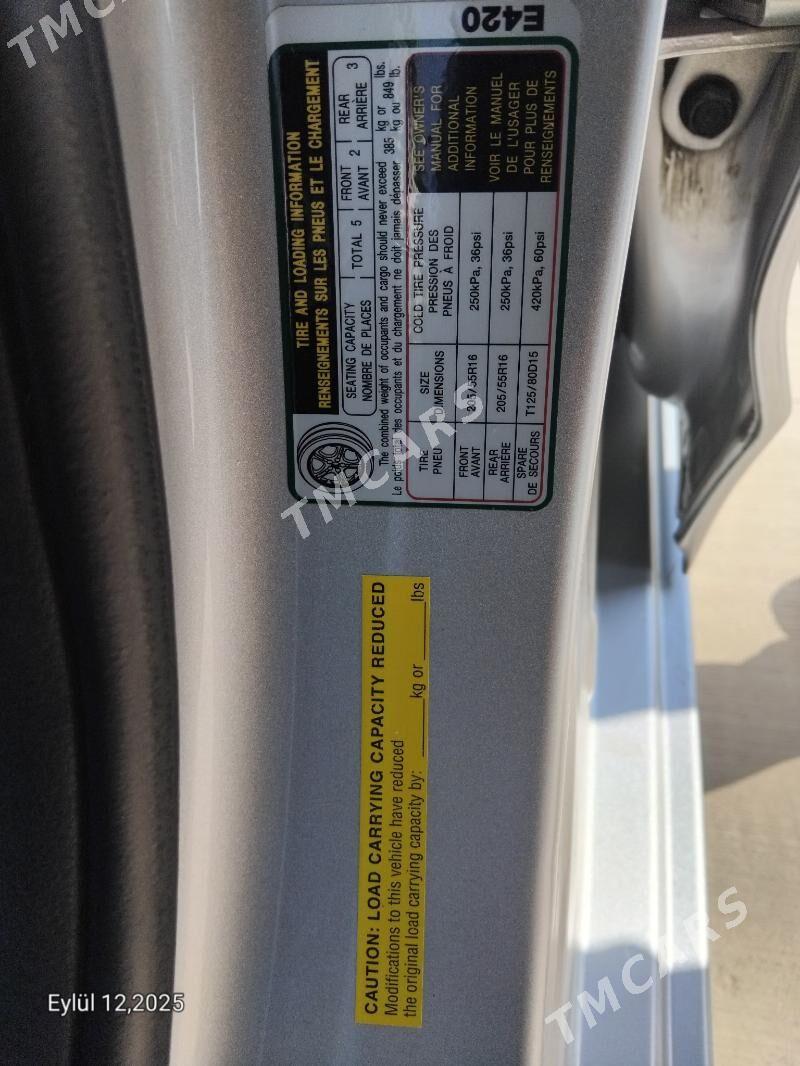 E420
TIRE AND LOADING INFORMATION
RENSEIGNEMENTS SUR LES PNEUS ET LE CHARGEMENT
SEATING CAPACITY TOTAL 5 FRONT 2 REAR 3
NOMBRE DE PLACES AVANT ARRIÈRE
The combined weight of occupants and cargo should never exceed 385 kg or 849 lbs.
Le poids total des occupants et du chargement ne doit jamais dépasser kg ou lb.
TIRE SIZE COLD TIRE PRESSURE
PNEU DIMENSIONS PRESSION DES PNEUS À FROID
FRONT AVANT 205/55R16 250kPa, 36psi
REAR ARRIÈRE 205/55R16 250kPa, 36psi
SPARE DE SECOURS T125/80D15 420kPa, 60psi
SEE OWNER'S
MANUAL FOR
ADDITIONAL
INFORMATION
VOIR LE MANUEL
DE L'USAGER
POUR PLUS DE
RENSEIGNEMENTS
CAUTION: LOAD CARRYING CAPACITY REDUCED
Modifications to this vehicle have reduced
the original load carrying capacity by: ______kg or ______lbs
Eylül 12,2025
TMCARS
TMCARS
TMCARS